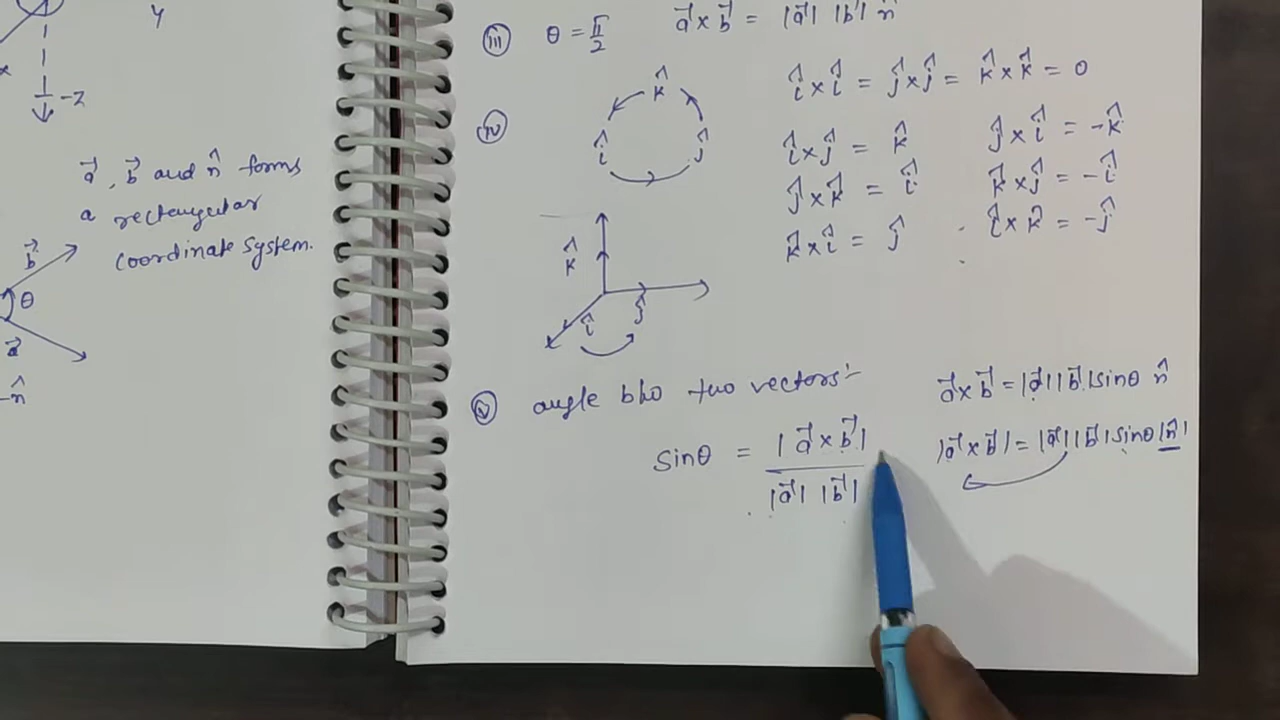 Y
x
-Z
a⃗, b⃗ and n̂ forms
a rectangular
coordinate system.
b⃗
θ
a⃗
-n̂
(iii) θ = π/2 a⃗ × b⃗ = |a⃗| |b⃗| n̂
(iv)
k̂
î ĵ
î × î = ĵ × ĵ = k̂ × k̂ = 0
î × ĵ = k̂ ĵ × î = -k̂
ĵ × k̂ = î k̂ × ĵ = -î
k̂ × î = ĵ î × k̂ = -ĵ
k̂
î ĵ
(v) angle b/w two vectors:-
sinθ = |a⃗ × b⃗| / |a⃗| |b⃗|
a⃗ × b⃗ = |a⃗| |b⃗| sinθ n̂
|a⃗ × b⃗| = |a⃗| |b⃗| sinθ |n̂|